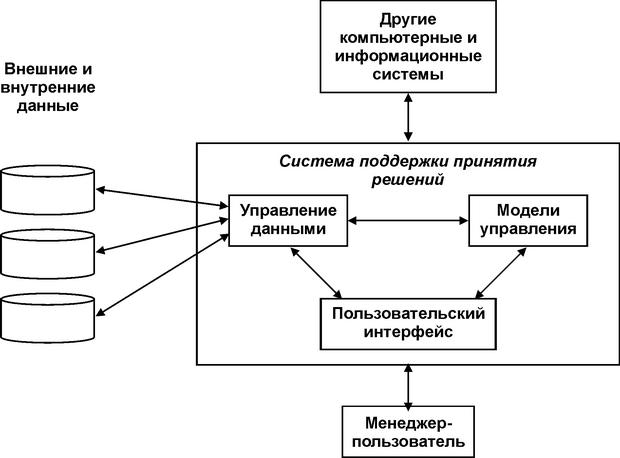 Другие
компьютерные и
информационные
системы
Внешние и
внутренние
данные
Система поддержки принятия
решений
Управление
данными
Модели
управления
Пользовательский
интерфейс
Менеджер-
пользователь